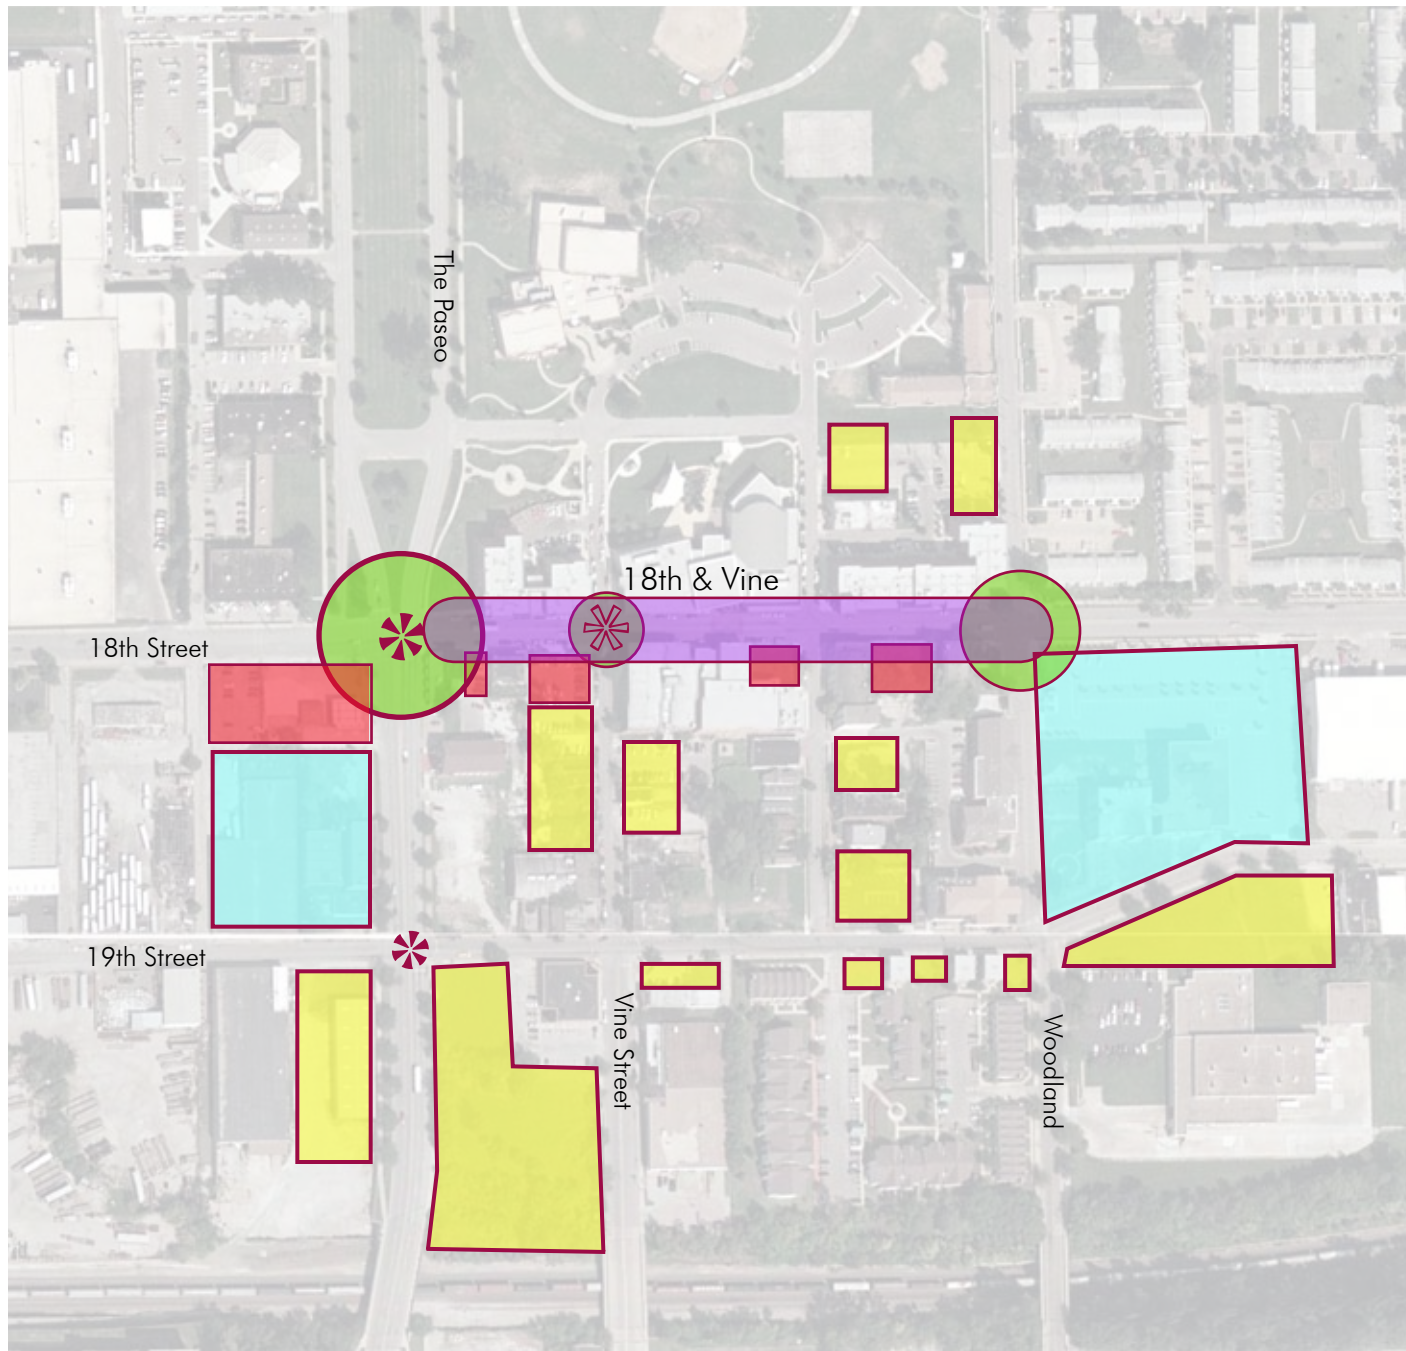 The Paseo
18th & Vine
18th Street
19th Street
Vine Street
Woodland